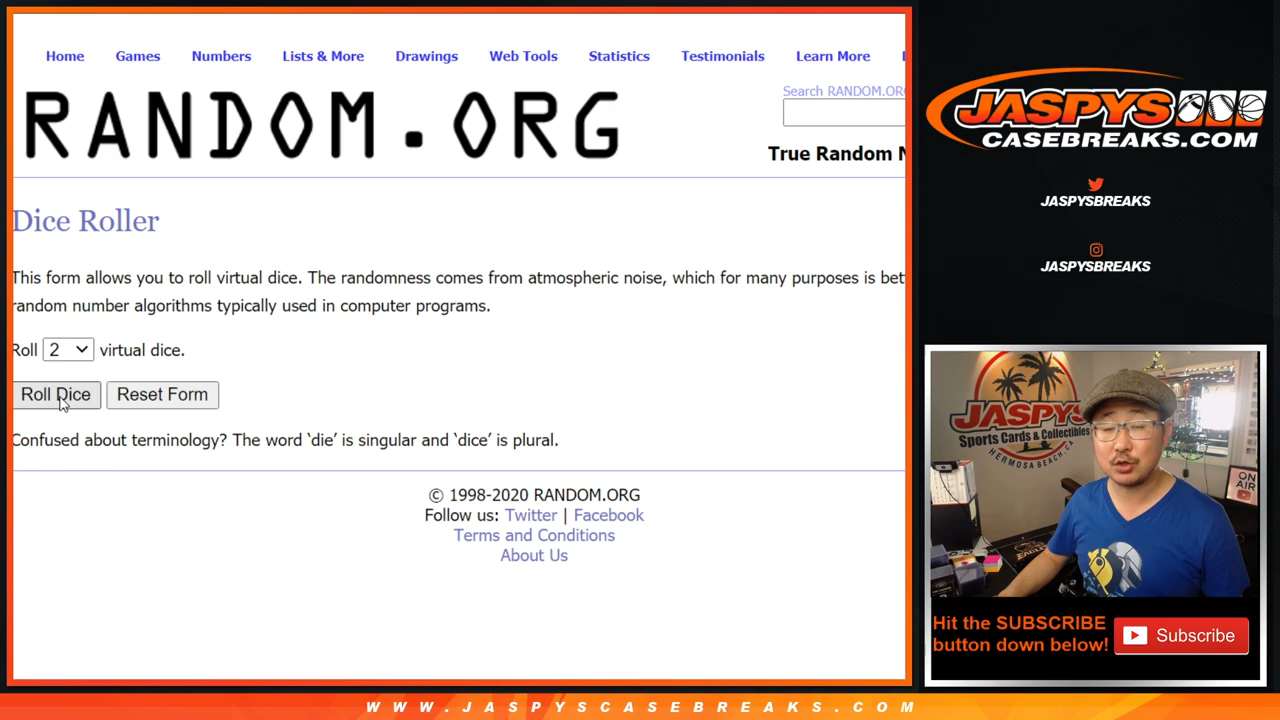 Home Games Numbers Lists & More Drawings Web Tools Statistics Testimonials Learn More
RANDOM.ORG
Search RANDOM.ORG
True Random N
Dice Roller
This form allows you to roll virtual dice. The randomness comes from atmospheric noise, which for many purposes is bet
random number algorithms typically used in computer programs.
Roll 2 virtual dice.
Roll Dice Reset Form
Confused about terminology? The word ‘die’ is singular and ‘dice’ is plural.
© 1998-2020 RANDOM.ORG
Follow us: Twitter | Facebook
Terms and Conditions
About Us
JASPYS
CASEBREAKS.COM
JASPYSBREAKS
JASPYSBREAKS
JASPYS
Sports Cards & Collectibles
HERMOSA BEACH, CA
ON AIR
EAGLES
Hit the SUBSCRIBE
button down below!
Subscribe
WWW.JASPYSCASEBREAKS.COM